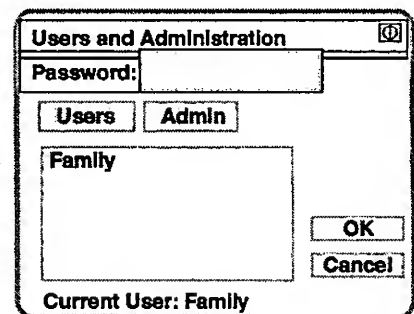 Users and Administration
Password:
Users Admin
Family
OK
Cancel
Current User: Family